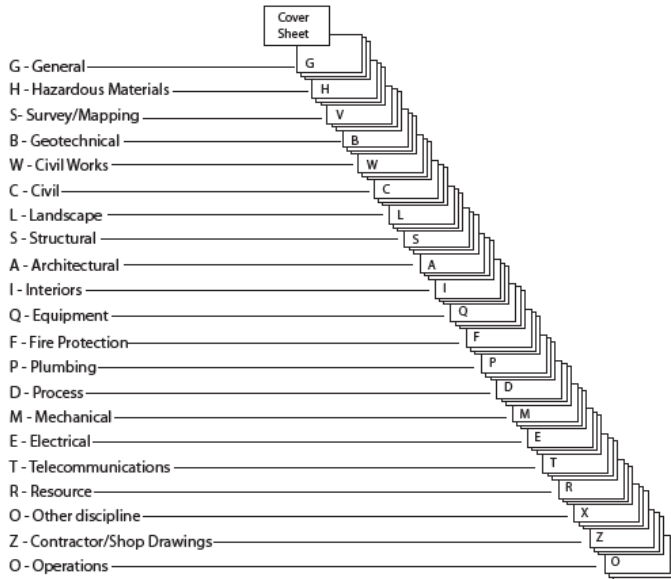 Cover
Sheet
G - General
G
H - Hazardous Materials
H
S- Survey/Mapping
V
B - Geotechnical
B
W - Civil Works
W
C - Civil
C
L - Landscape
L
S - Structural
S
A - Architectural
A
I - Interiors
I
Q - Equipment
Q
F - Fire Protection
F
P - Plumbing
P
D - Process
D
M - Mechanical
M
E - Electrical
E
T - Telecommunications
T
R - Resource
R
O - Other discipline
X
Z - Contractor/Shop Drawings
Z
O - Operations
O